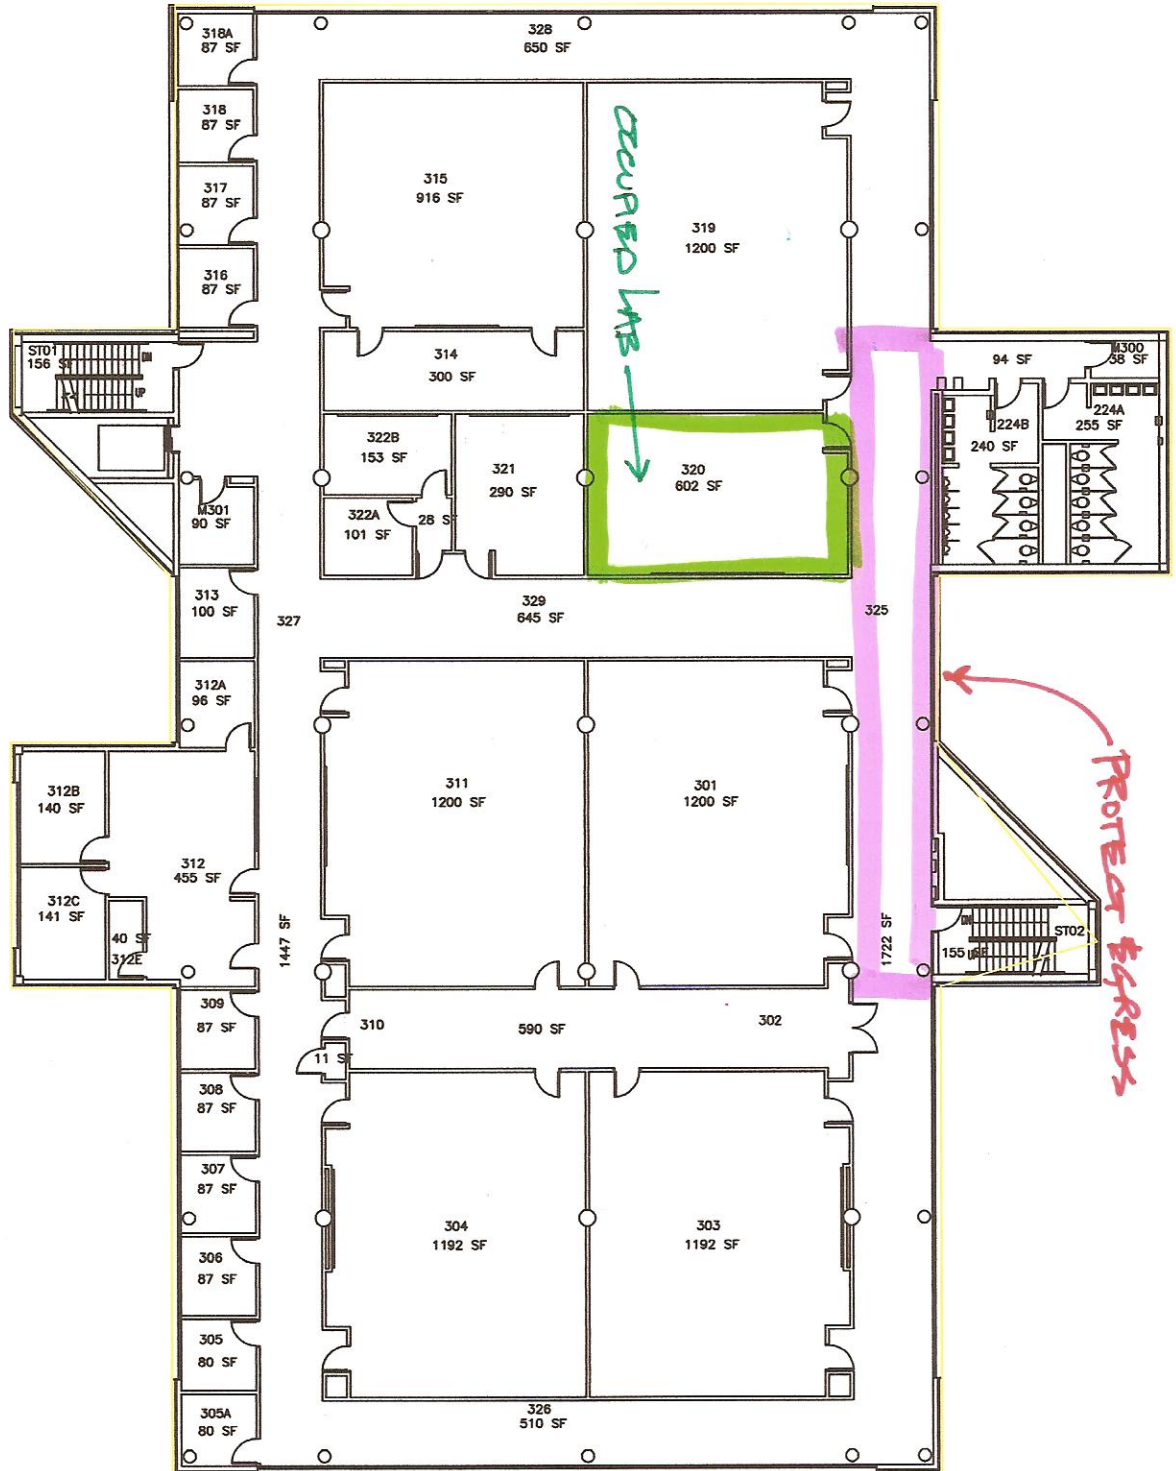 318A
87 SF
328
650 SF
318
87 SF
317
87 SF
316
87 SF
315
916 SF
319
1200 SF
OCCUPIED LAB
ST01
156 SF
DN
UP
314
300 SF
94 SF
M300
38 SF
224A
255 SF
224B
240 SF
322B
153 SF
321
290 SF
320
602 SF
322A
101 SF
28 SF
M301
90 SF
313
100 SF
327
329
645 SF
325
312A
96 SF
PROTECT EGRESS
312B
140 SF
311
1200 SF
301
1200 SF
312
455 SF
312C
141 SF
40 SF
312E
1447 SF
1722 SF
DN
UP
155 SF
ST02
309
87 SF
310
590 SF
302
11 SF
308
87 SF
307
87 SF
304
1192 SF
303
1192 SF
306
87 SF
305
80 SF
305A
80 SF
326
510 SF